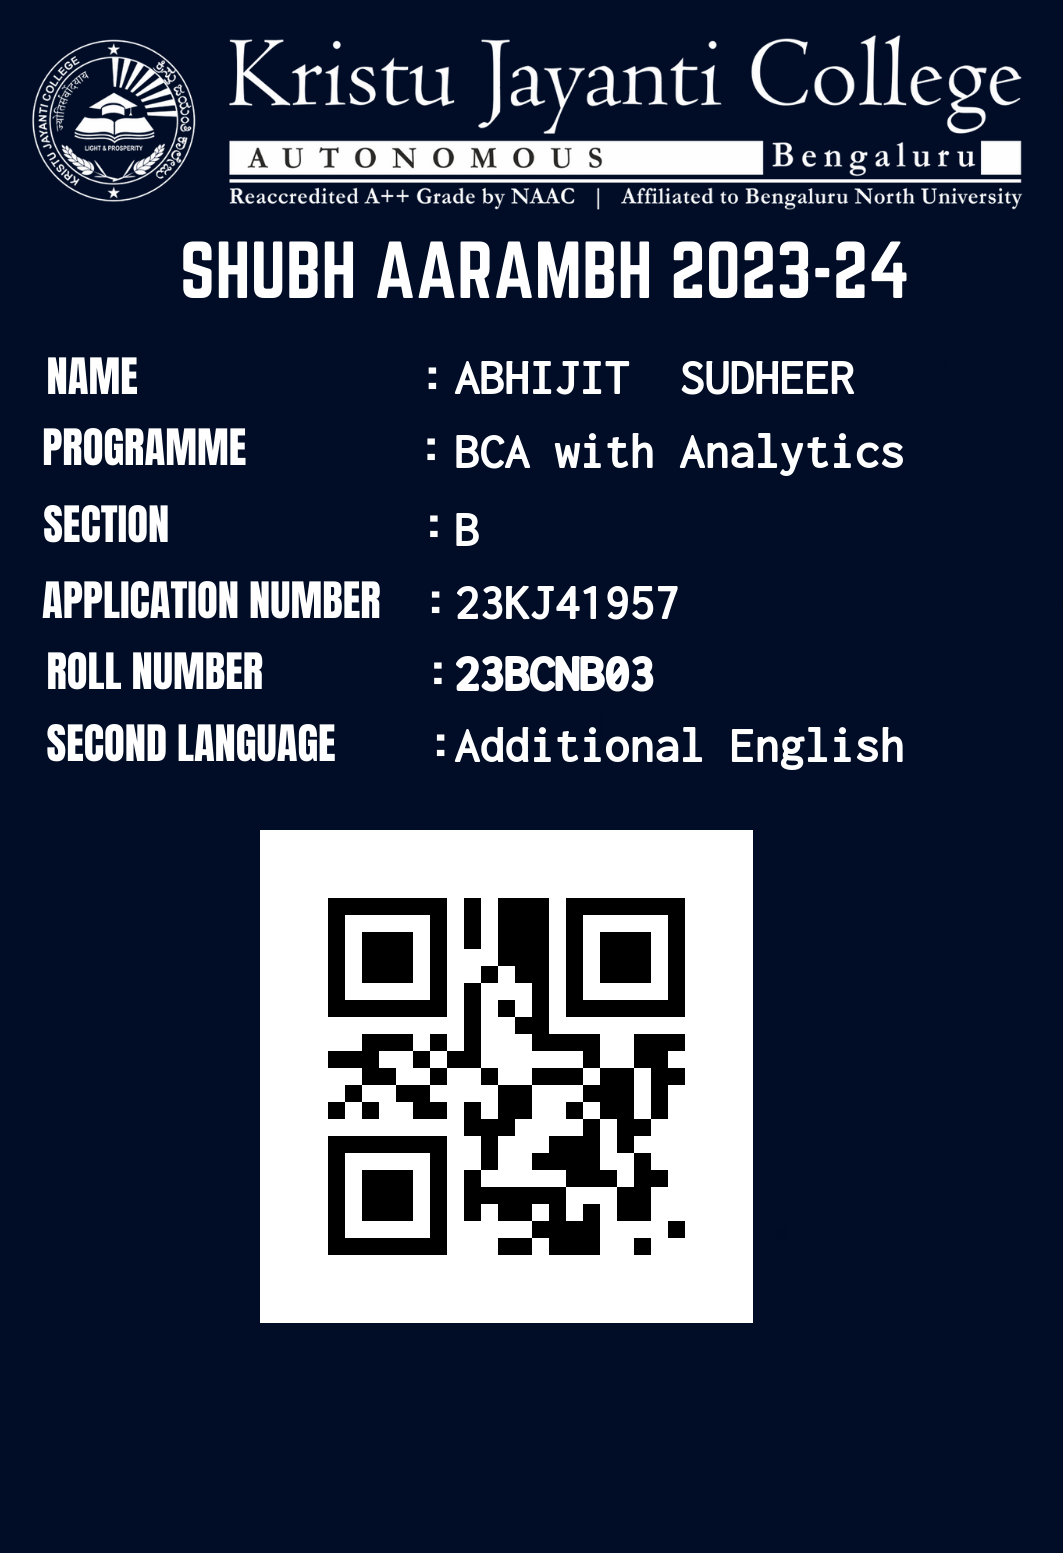 Kristu Jayanti College
AUTONOMOUS Bengaluru
Reaccredited A++ Grade by NAAC | Affiliated to Bengaluru North University
KRISTU JAYANTI COLLEGE
LIGHT & PROSPERITY
SHUBH AARAMBH 2023-24
NAME : ABHIJIT SUDHEER
PROGRAMME : BCA with Analytics
SECTION : B
APPLICATION NUMBER : 23KJ41957
ROLL NUMBER : 23BCNB03
SECOND LANGUAGE : Additional English